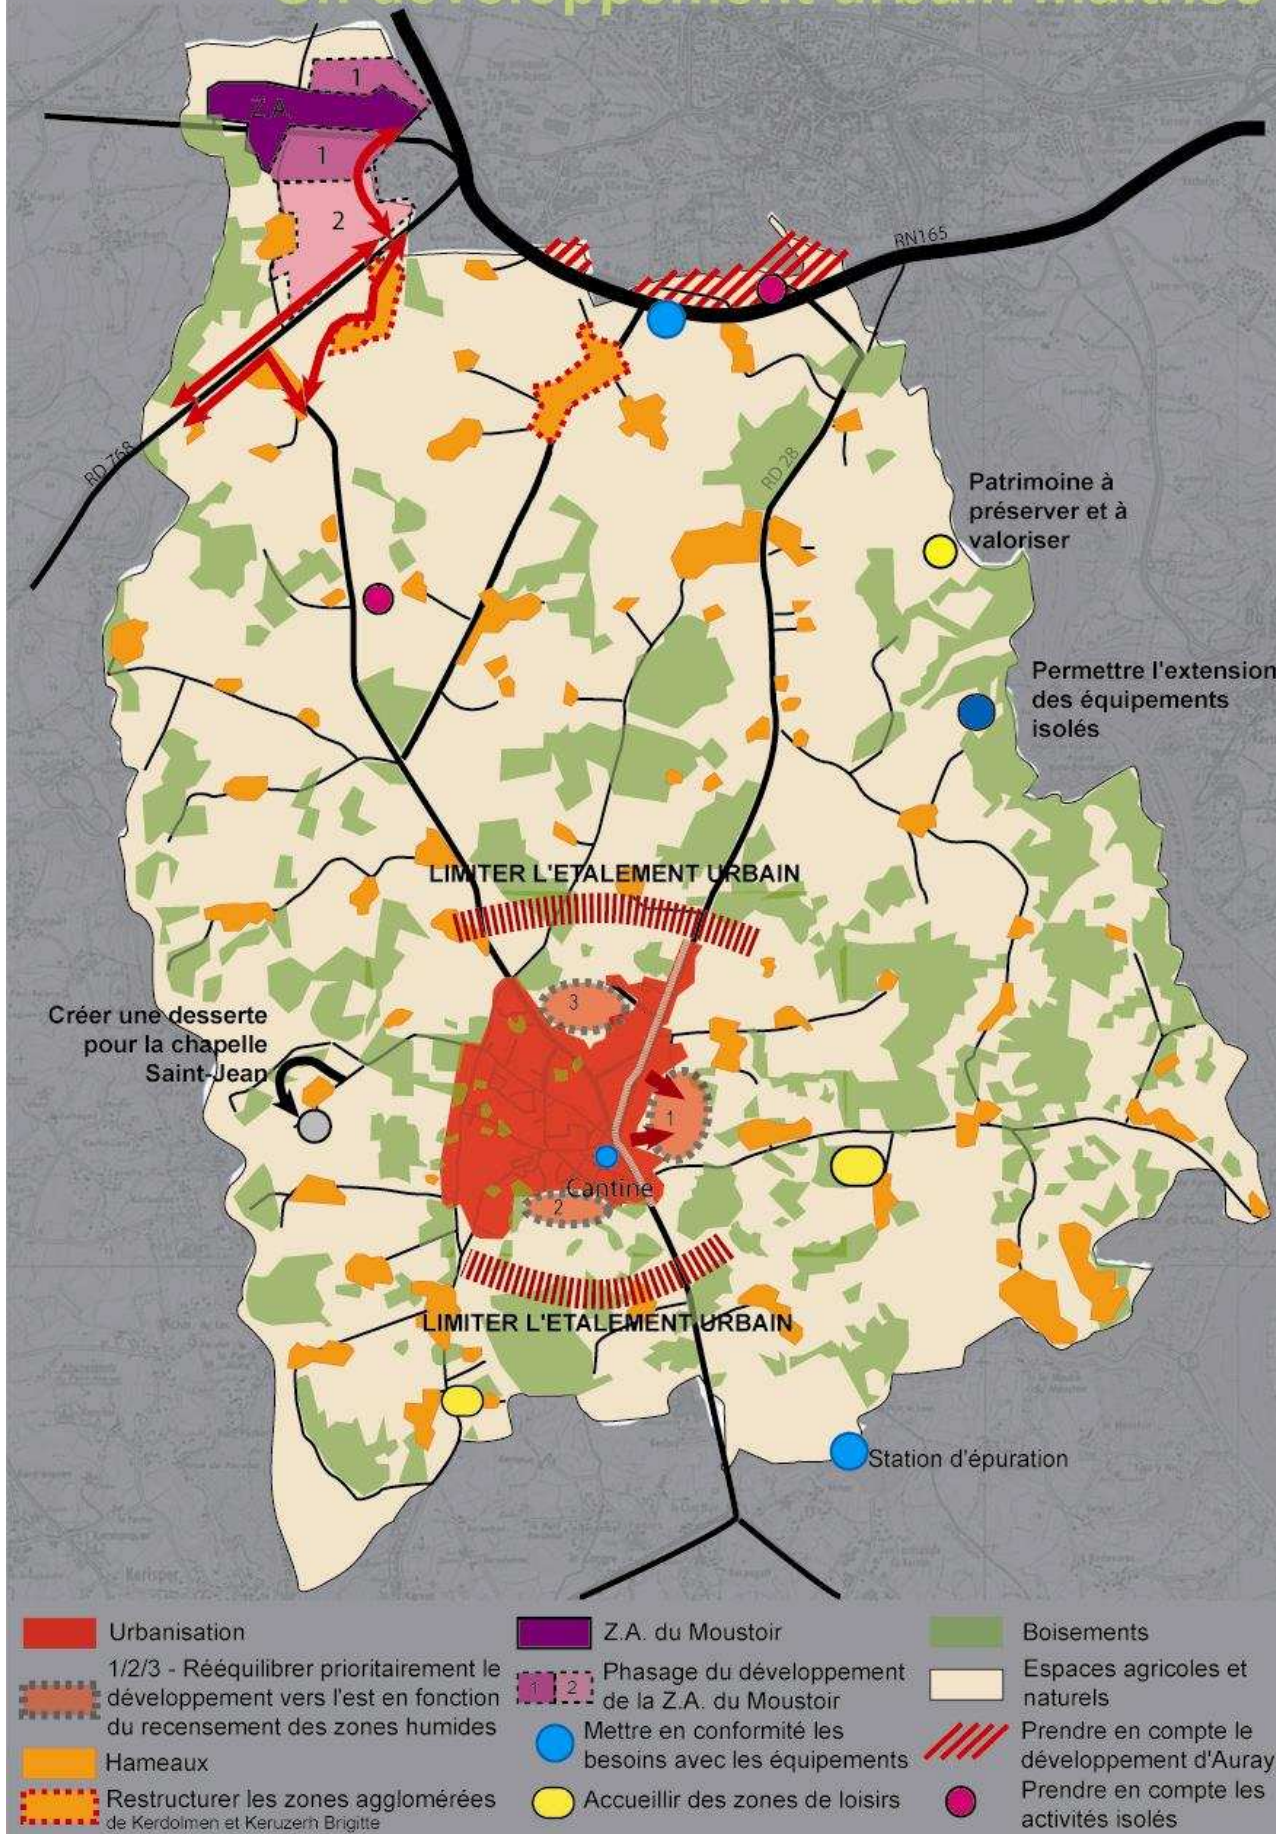 Un développement urbain maîtrisé
1
Z.A.
1
2
RN165
RD 768
RD 28
Patrimoine à
préserver et à
valoriser
Permettre l'extension
des équipements
isolés
LIMITER L'ETALEMENT URBAIN
3
Créer une desserte
pour la chapelle
Saint-Jean
1
Cantine
2
LIMITER L'ETALEMENT URBAIN
Station d'épuration
Kerisper
Urbanisation
1/2/3 - Rééquilibrer prioritairement le
développement vers l'est en fonction
du recensement des zones humides
Hameaux
Restructurer les zones agglomérées
de Kerdolmen et Keruzerh Brigitte
Z.A. du Moustoir
1 2 Phasage du développement
de la Z.A. du Moustoir
Mettre en conformité les
besoins avec les équipements
Accueillir des zones de loisirs
Boisements
Espaces agricoles et
naturels
Prendre en compte le
développement d'Auray
Prendre en compte les
activités isolés